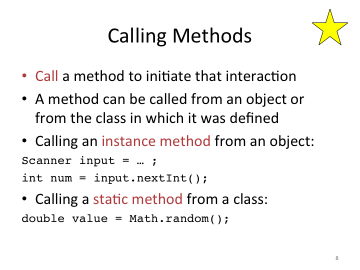 Calling Methods
• Call a method to initiate that interaction
• A method can be called from an object or
from the class in which it was defined
• Calling an instance method from an object:
Scanner input = … ;
int num = input.nextInt();
• Calling a static method from a class:
double value = Math.random();